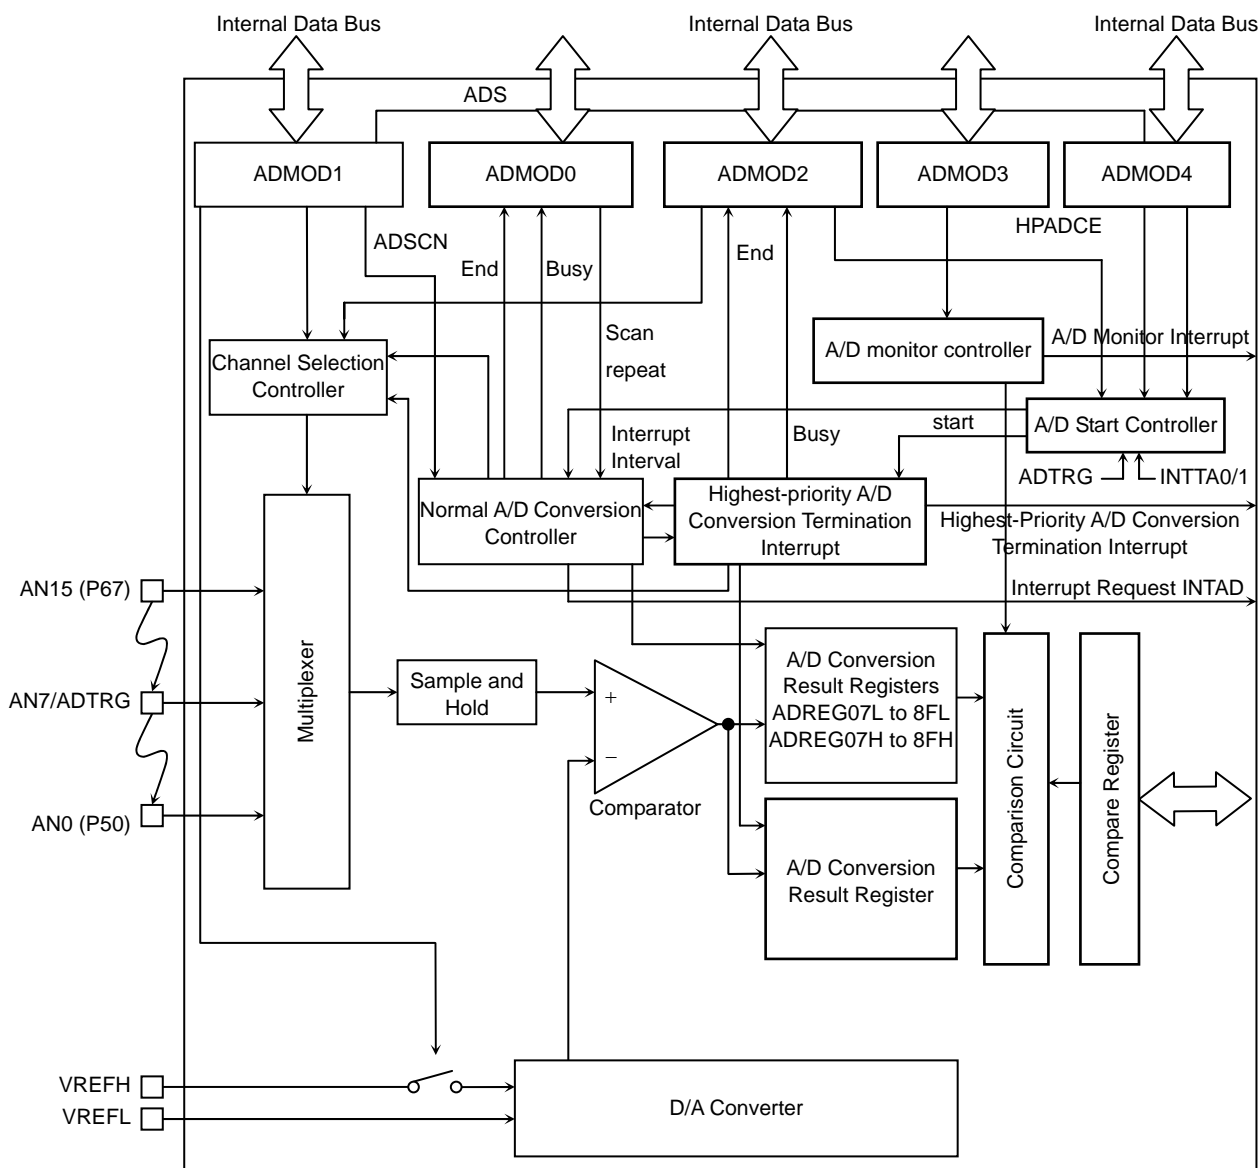 Internal Data Bus
Internal Data Bus
Internal Data Bus
ADS
ADMOD1
ADMOD0
ADMOD2
ADMOD3
ADMOD4
ADSCN
End
Busy
End
HPADCE
Scan
repeat
Channel Selection
Controller
A/D monitor controller
A/D Monitor Interrupt
Interrupt
Interval
Busy
start
A/D Start Controller
ADTRG
INTTA0/1
Normal A/D Conversion
Controller
Highest-priority A/D
Conversion Termination
Interrupt
Highest-Priority A/D Conversion
Termination Interrupt
Interrupt Request INTAD
AN15 (P67)
AN7/ADTRG
AN0 (P50)
Multiplexer
Sample and
Hold
+
−
Comparator
A/D Conversion
Result Registers
ADREG07L to 8FL
ADREG07H to 8FH
A/D Conversion
Result Register
Comparison Circuit
Compare Register
VREFH
VREFL
D/A Converter